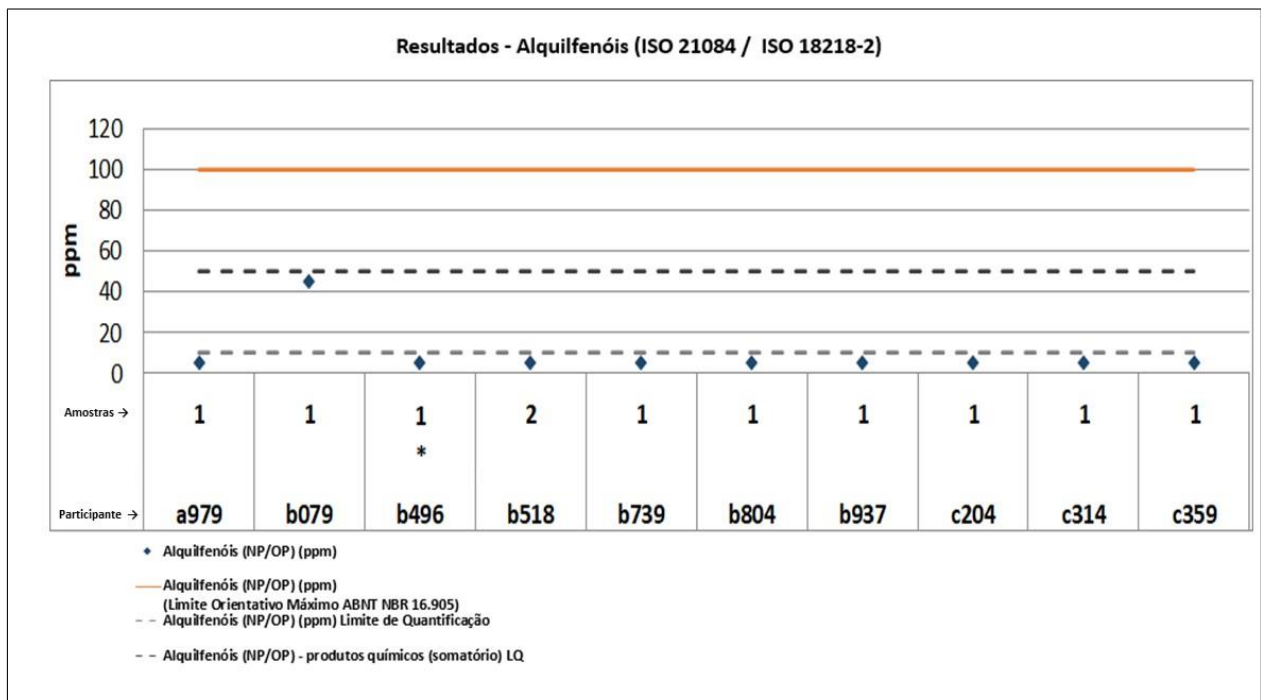 Resultados - Alquilfenóis (ISO 21084 / ISO 18218-2)
120
100
80
60
40
20
0
ppm
Amostras → 1 1 1 2 1 1 1 1 1 1
*
Participante → a979 b079 b496 b518 b739 b804 b937 c204 c314 c359
Alquilfenóis (NP/OP) (ppm)
Alquilfenóis (NP/OP) (ppm)
(Limite Orientativo Máximo ABNT NBR 16.905)
Alquilfenóis (NP/OP) (ppm) Limite de Quantificação
Alquilfenóis (NP/OP) - produtos químicos (somatório) LQ